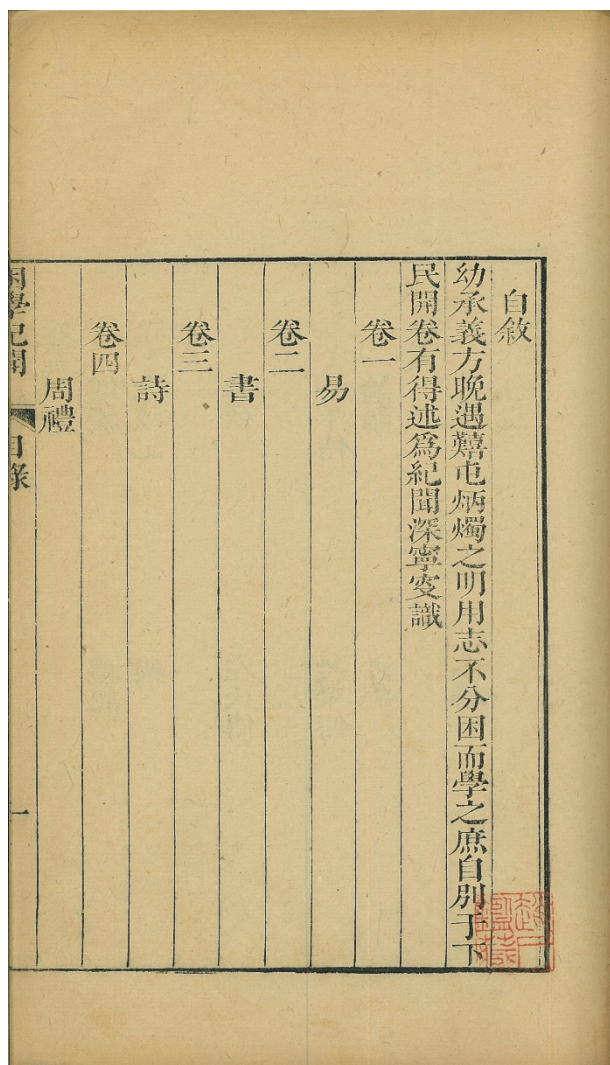 自敘
幼承義方晚遇囏屯炳燭之明用志不分困而學之庶自別于下
民開卷有得述爲紀聞深寧叜識
卷一
易
卷二
書
卷三
詩
卷四
周禮
困學紀聞
目錄
一